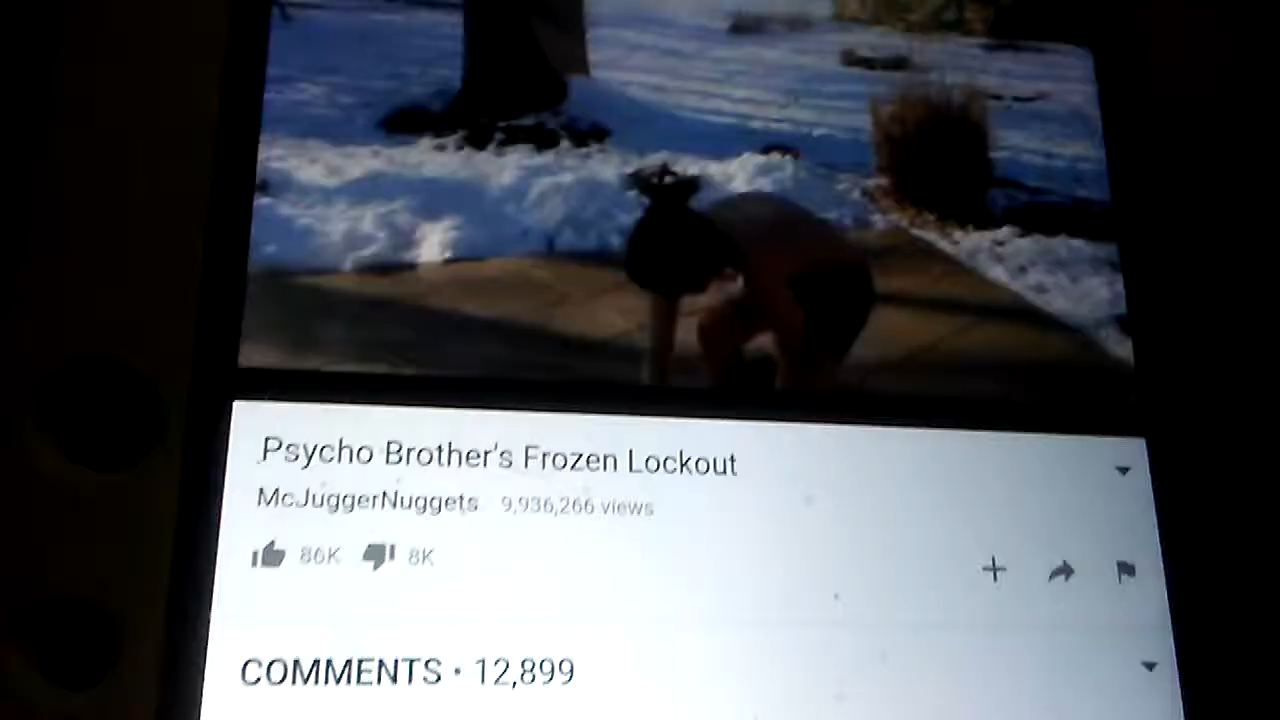 Psycho Brother's Frozen Lockout
McJuggerNuggets 9,936,266 views
86K 8K
COMMENTS • 12,899